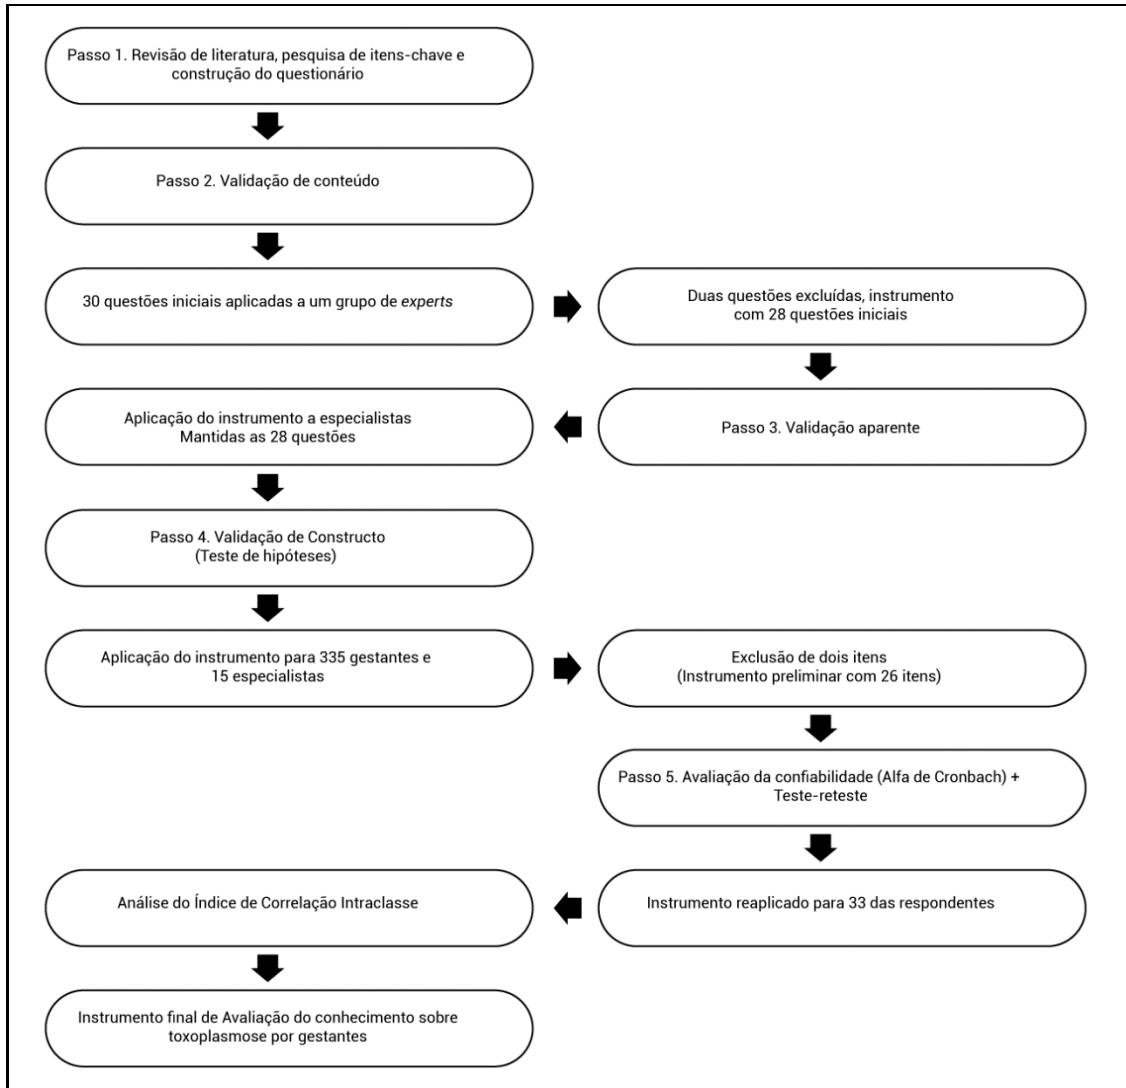 Passo 1. Revisão de literatura, pesquisa de itens-chave e
construção do questionário
Passo 2. Validação de conteúdo
30 questões iniciais aplicadas a um grupo de experts
Duas questões excluídas, instrumento
com 28 questões iniciais
Passo 3. Validação aparente
Aplicação do instrumento a especialistas
Mantidas as 28 questões
Passo 4. Validação de Constructo
(Teste de hipóteses)
Aplicação do instrumento para 335 gestantes e
15 especialistas
Exclusão de dois itens
(Instrumento preliminar com 26 itens)
Passo 5. Avaliação da confiabilidade (Alfa de Cronbach) +
Teste-reteste
Instrumento reaplicado para 33 das respondentes
Análise do Índice de Correlação Intraclasse
Instrumento final de Avaliação do conhecimento sobre
toxoplasmose por gestantes